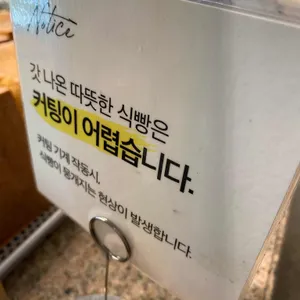 Notice
갓 나온 따뜻한 식빵은
커팅이 어렵습니다.
커팅 기계 작동시,
식빵이 뭉개지는 현상이 발생합니다.